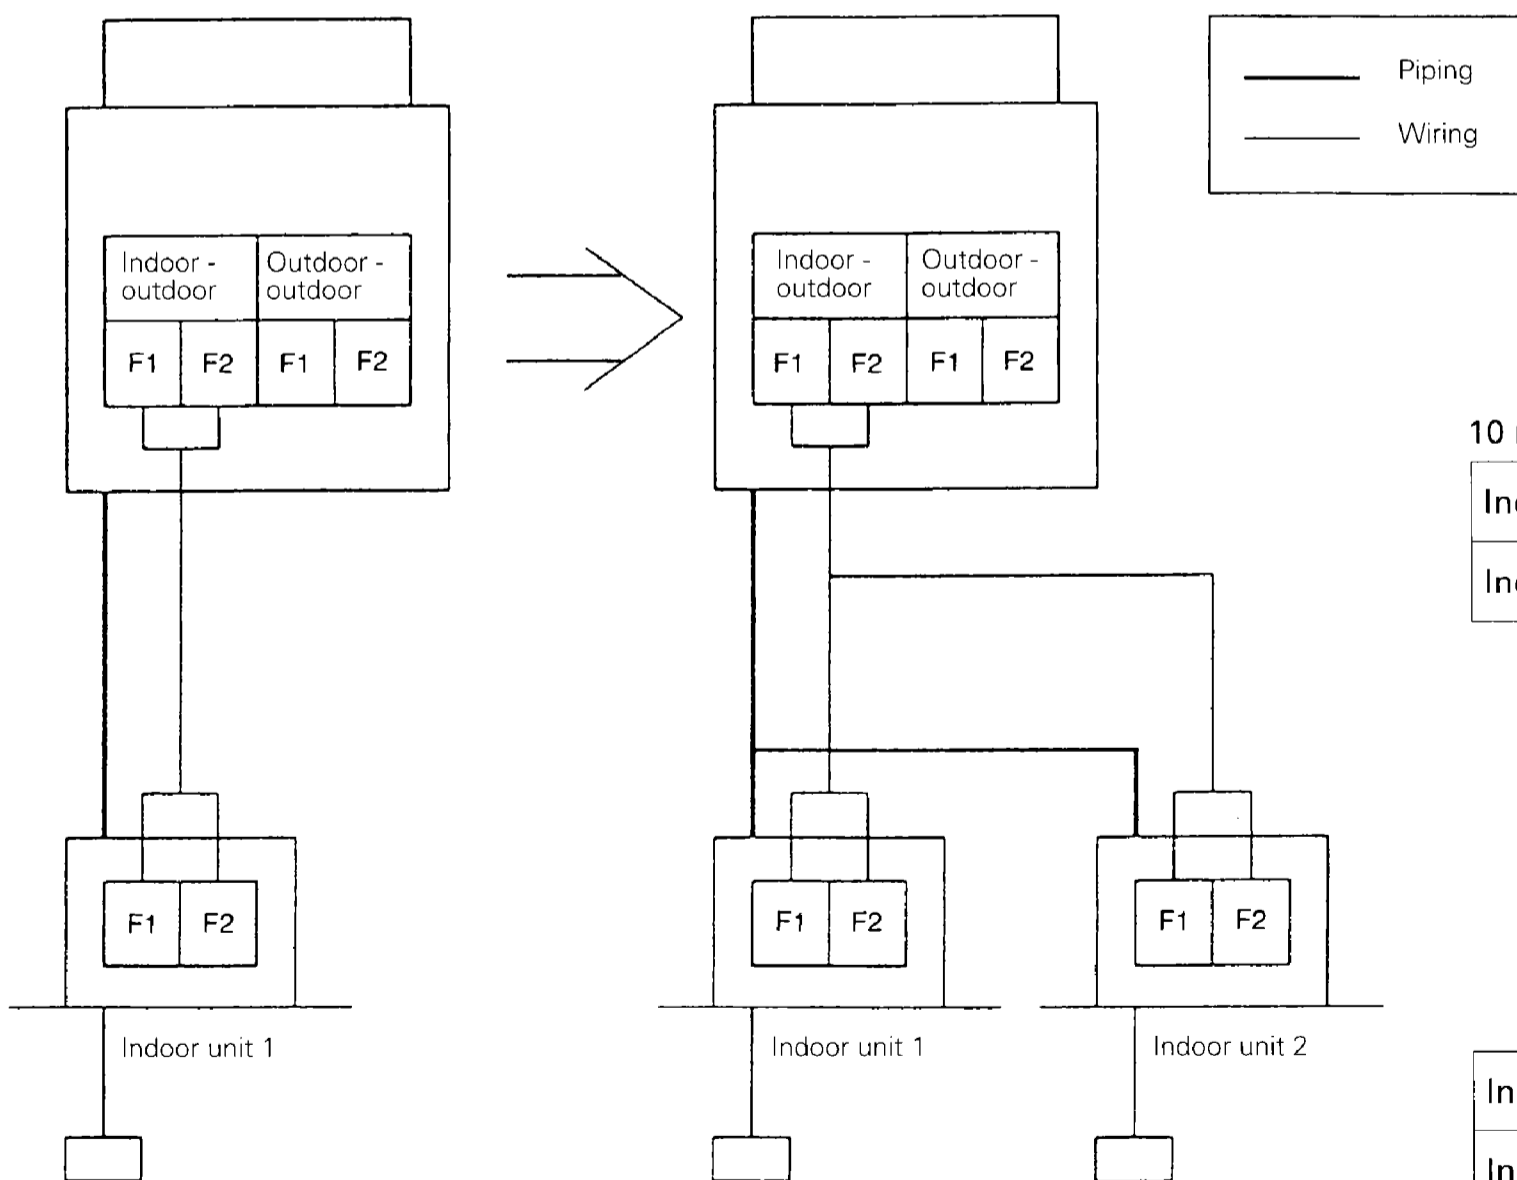 Indoor -
outdoor
Outdoor -
outdoor
F1
F2
F1
F2
F1
F2
Indoor unit 1
Indoor -
outdoor
Outdoor -
outdoor
F1
F2
F1
F2
F1
F2
Indoor unit 1
F1
F2
Indoor unit 2
Piping
Wiring
10